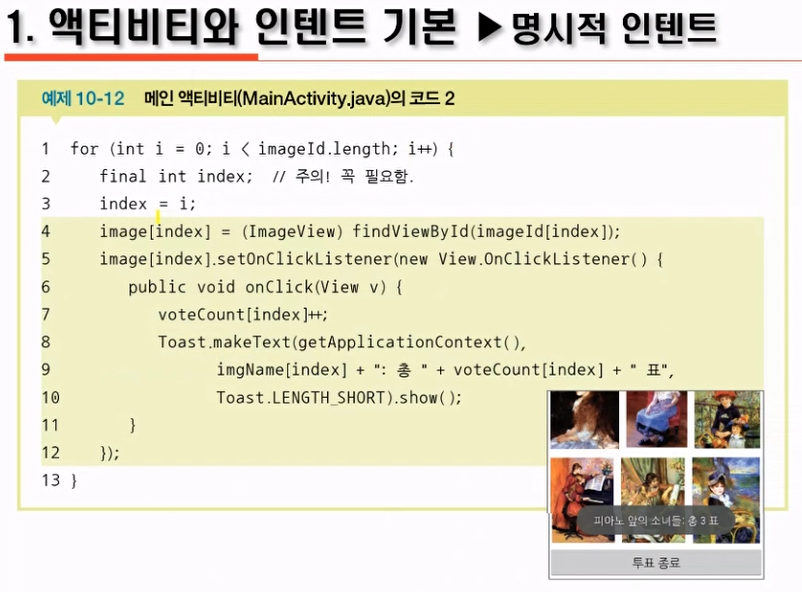 1. 액티비티와 인텐트 기본 ▶명시적 인텐트
예제 10-12 메인 액티비티(MainActivity.java)의 코드 2
1 for (int i = 0; i < imageId.length; i++) {
2 final int index; // 주의! 꼭 필요함.
3 index = i;
4 image[index] = (ImageView) findViewById(imageId[index]);
5 image[index].setOnClickListener(new View.OnClickListener() {
6 public void onClick(View v) {
7 voteCount[index]++;
8 Toast.makeText(getApplicationContext(),
9 imgName[index] + ": 총 " + voteCount[index] + " 표",
10 Toast.LENGTH_SHORT).show();
11 }
12 });
13 }
피아노 앞의 소녀들: 총 3 표
투표 종료